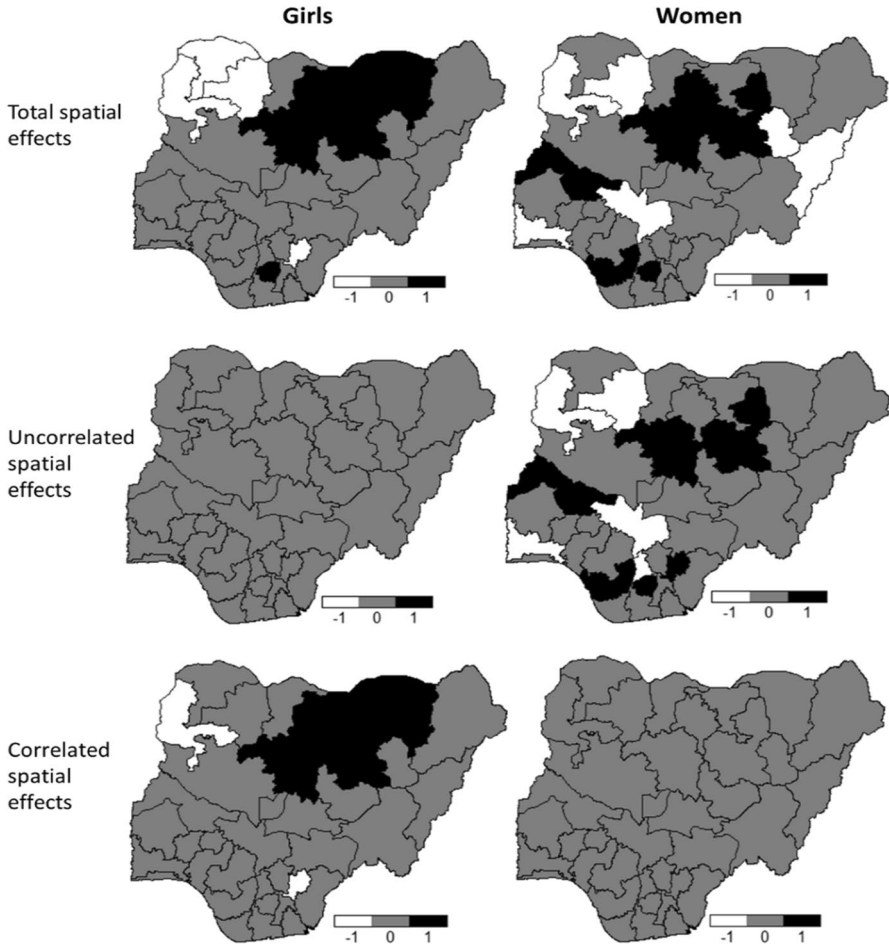 Girls
Women
Total spatial
effects
-1 0 1
-1 0 1
Uncorrelated
spatial
effects
-1 0 1
-1 0 1
Correlated
spatial
effects
-1 0 1
-1 0 1